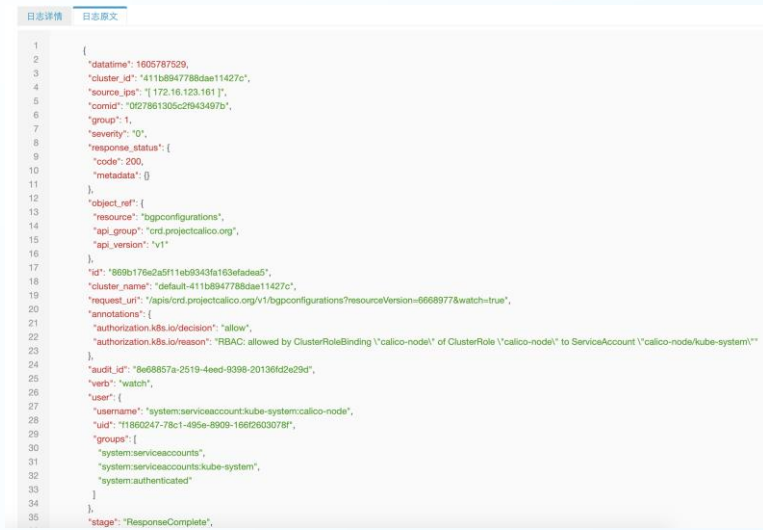 日志详情 日志原文
1 {
2 "datatime": 1605787529,
3 "cluster_id": "411b8947788dae11427c",
4 "source_ips": "[ 172.16.123.161 ]",
5 "comid": "0f27861305c2f943497b",
6 "group": 1,
7 "severity": "0",
8 "response_status": {
9 "code": 200,
10 "metadata": {}
11 },
12 "object_ref": {
13 "resource": "bgpconfigurations",
14 "api_group": "crd.projectcalico.org",
15 "api_version": "v1"
16 },
17 "id": "869b176e2a5f11eb9343fa163efadea5",
18 "cluster_name": "default-411b8947788dae11427c",
19 "request_uri": "/apis/crd.projectcalico.org/v1/bgpconfigurations?resourceVersion=6668977&watch=true",
20 "annotations": {
21 "authorization.k8s.io/decision": "allow",
22 "authorization.k8s.io/reason": "RBAC: allowed by ClusterRoleBinding \"calico-node\" of ClusterRole \"calico-node\" to ServiceAccount \"calico-node/kube-system\""
23 },
24 "audit_id": "8e68857a-2519-4eed-9398-20136fd2e29d",
25 "verb": "watch",
26 "user": {
27 "username": "system:serviceaccount:kube-system:calico-node",
28 "uid": "f1860247-78c1-495e-8909-166f2603078f",
29 "groups": [
30 "system:serviceaccounts",
31 "system:serviceaccounts:kube-system",
32 "system:authenticated"
33 ]
34 },
35 "stage": "ResponseComplete",